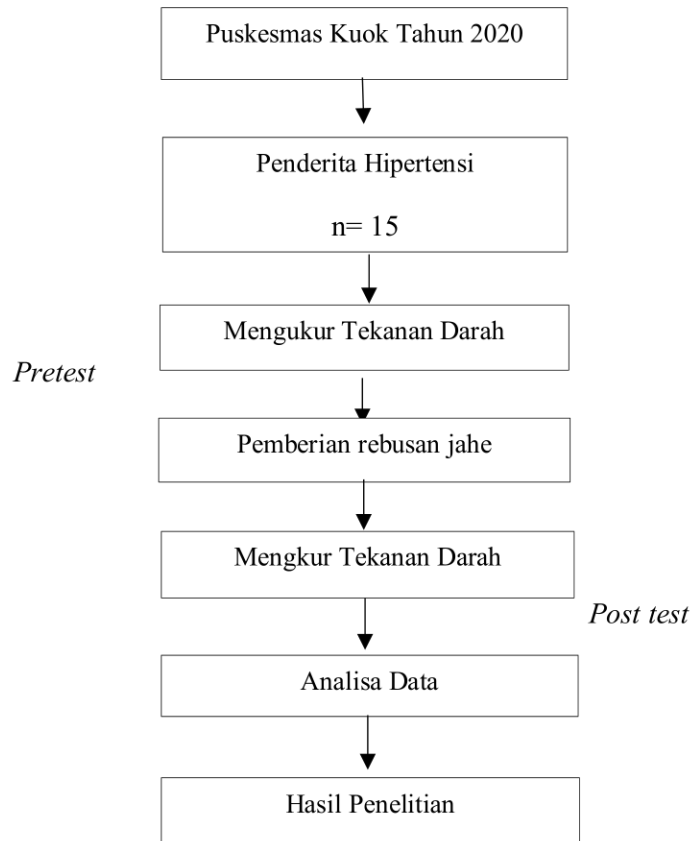 Puskesmas Kuok Tahun 2020
Penderita Hipertensi
n= 15
Mengukur Tekanan Darah
Pretest
Pemberian rebusan jahe
Mengkur Tekanan Darah
Post test
Analisa Data
Hasil Penelitian